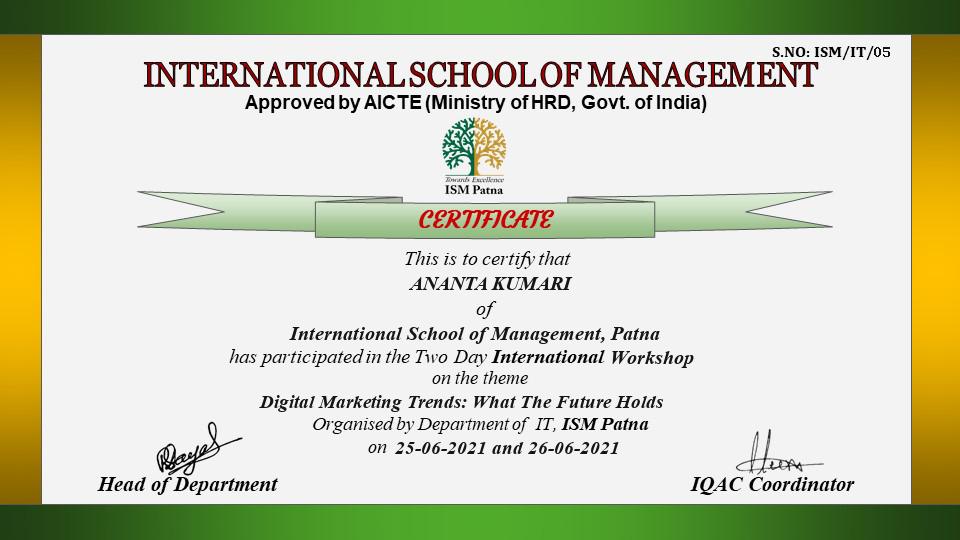 S.NO: ISM/IT/05
INTERNATIONAL SCHOOL OF MANAGEMENT
Approved by AICTE (Ministry of HRD, Govt. of India)
Towards Excellence
ISM Patna
CERTIFICATE
This is to certify that
ANANTA KUMARI
of
International School of Management, Patna
has participated in the Two Day International Workshop
on the theme
Digital Marketing Trends: What The Future Holds
Organised by Department of IT, ISM Patna
on 25-06-2021 and 26-06-2021
Head of Department
IQAC Coordinator